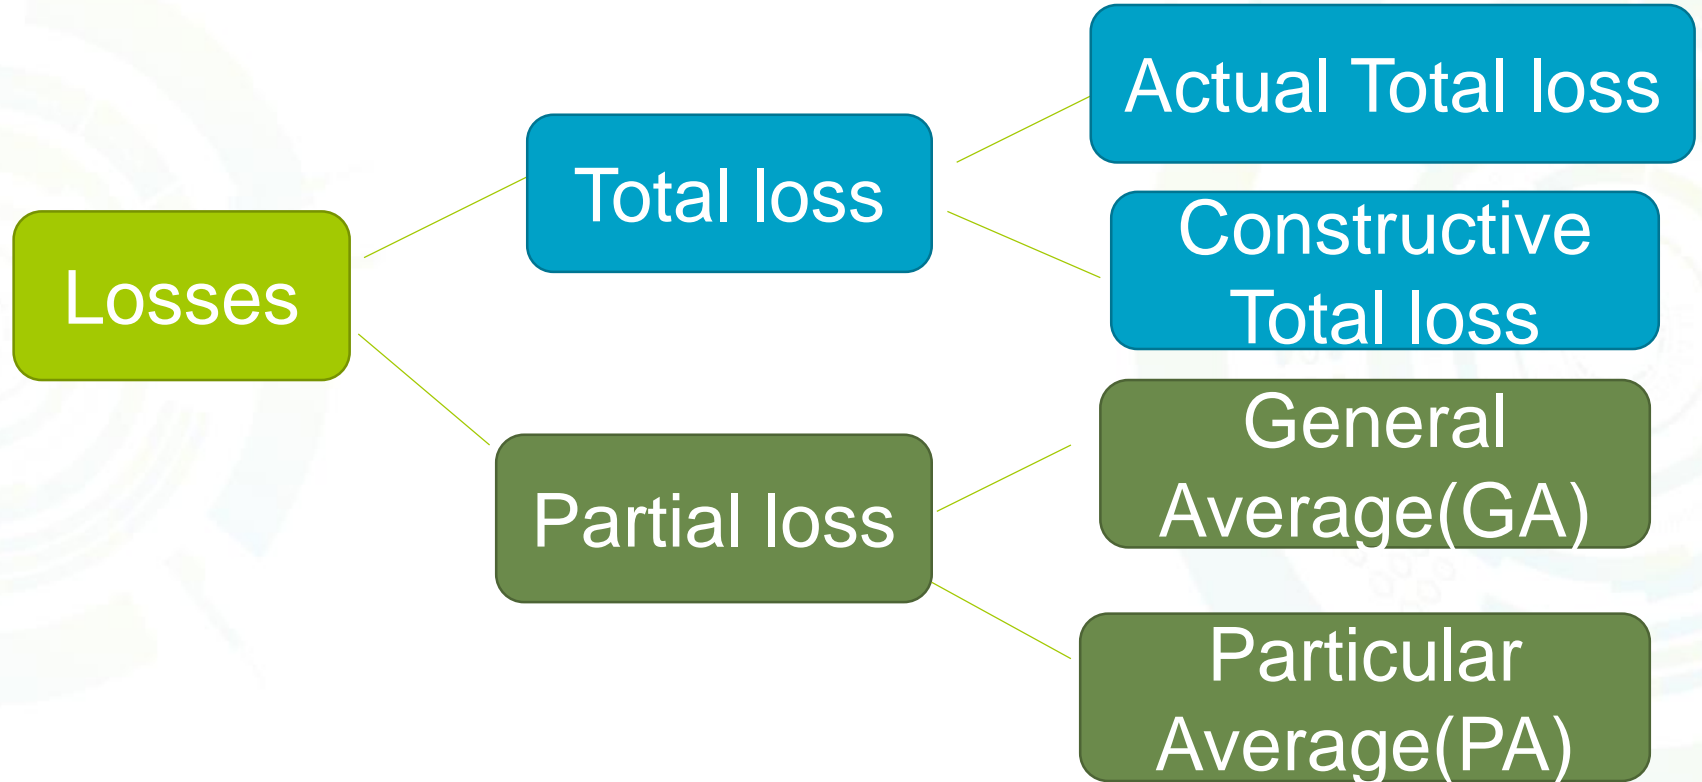 Losses
Total loss
Actual Total loss
Constructive
Total loss
Partial loss
General
Average(GA)
Particular
Average(PA)